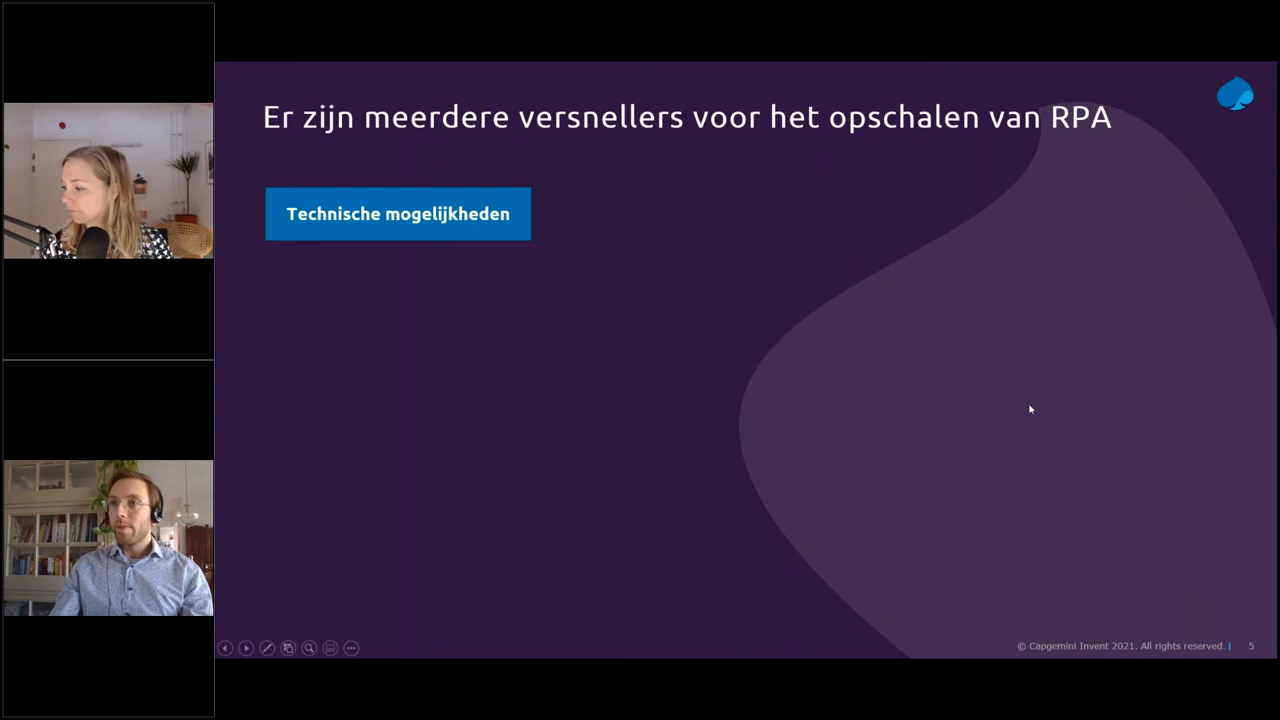 Er zijn meerdere versnellers voor het opschalen van RPA
Technische mogelijkheden
© Capgemini Invent 2021. All rights reserved. | 5